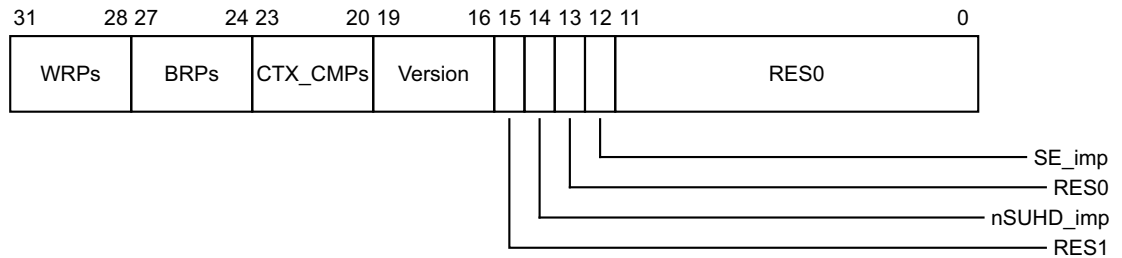 31 28 27 24 23 20 19 16 15 14 13 12 11 0
WRPs BRPs CTX_CMPs Version RES0
SE_imp
RES0
nSUHD_imp
RES1